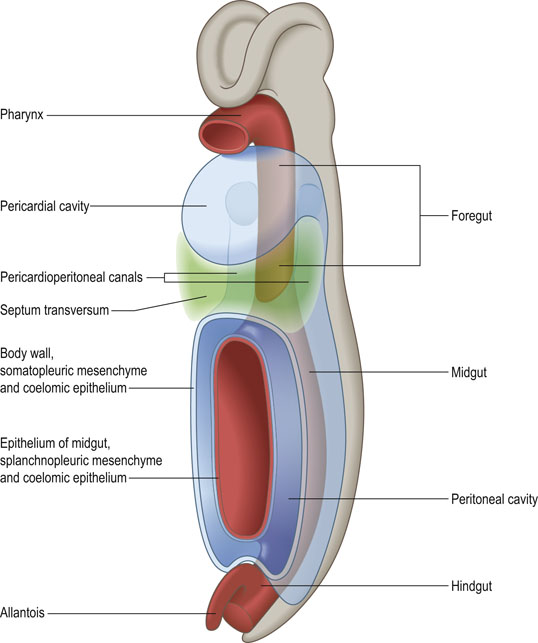 Pharynx
Pericardial cavity
Pericardioperitoneal canals
Septum transversum
Body wall,
somatopleuric mesenchyme
and coelomic epithelium
Epithelium of midgut,
splanchnopleuric mesenchyme
and coelomic epithelium
Allantois
Foregut
Midgut
Peritoneal cavity
Hindgut